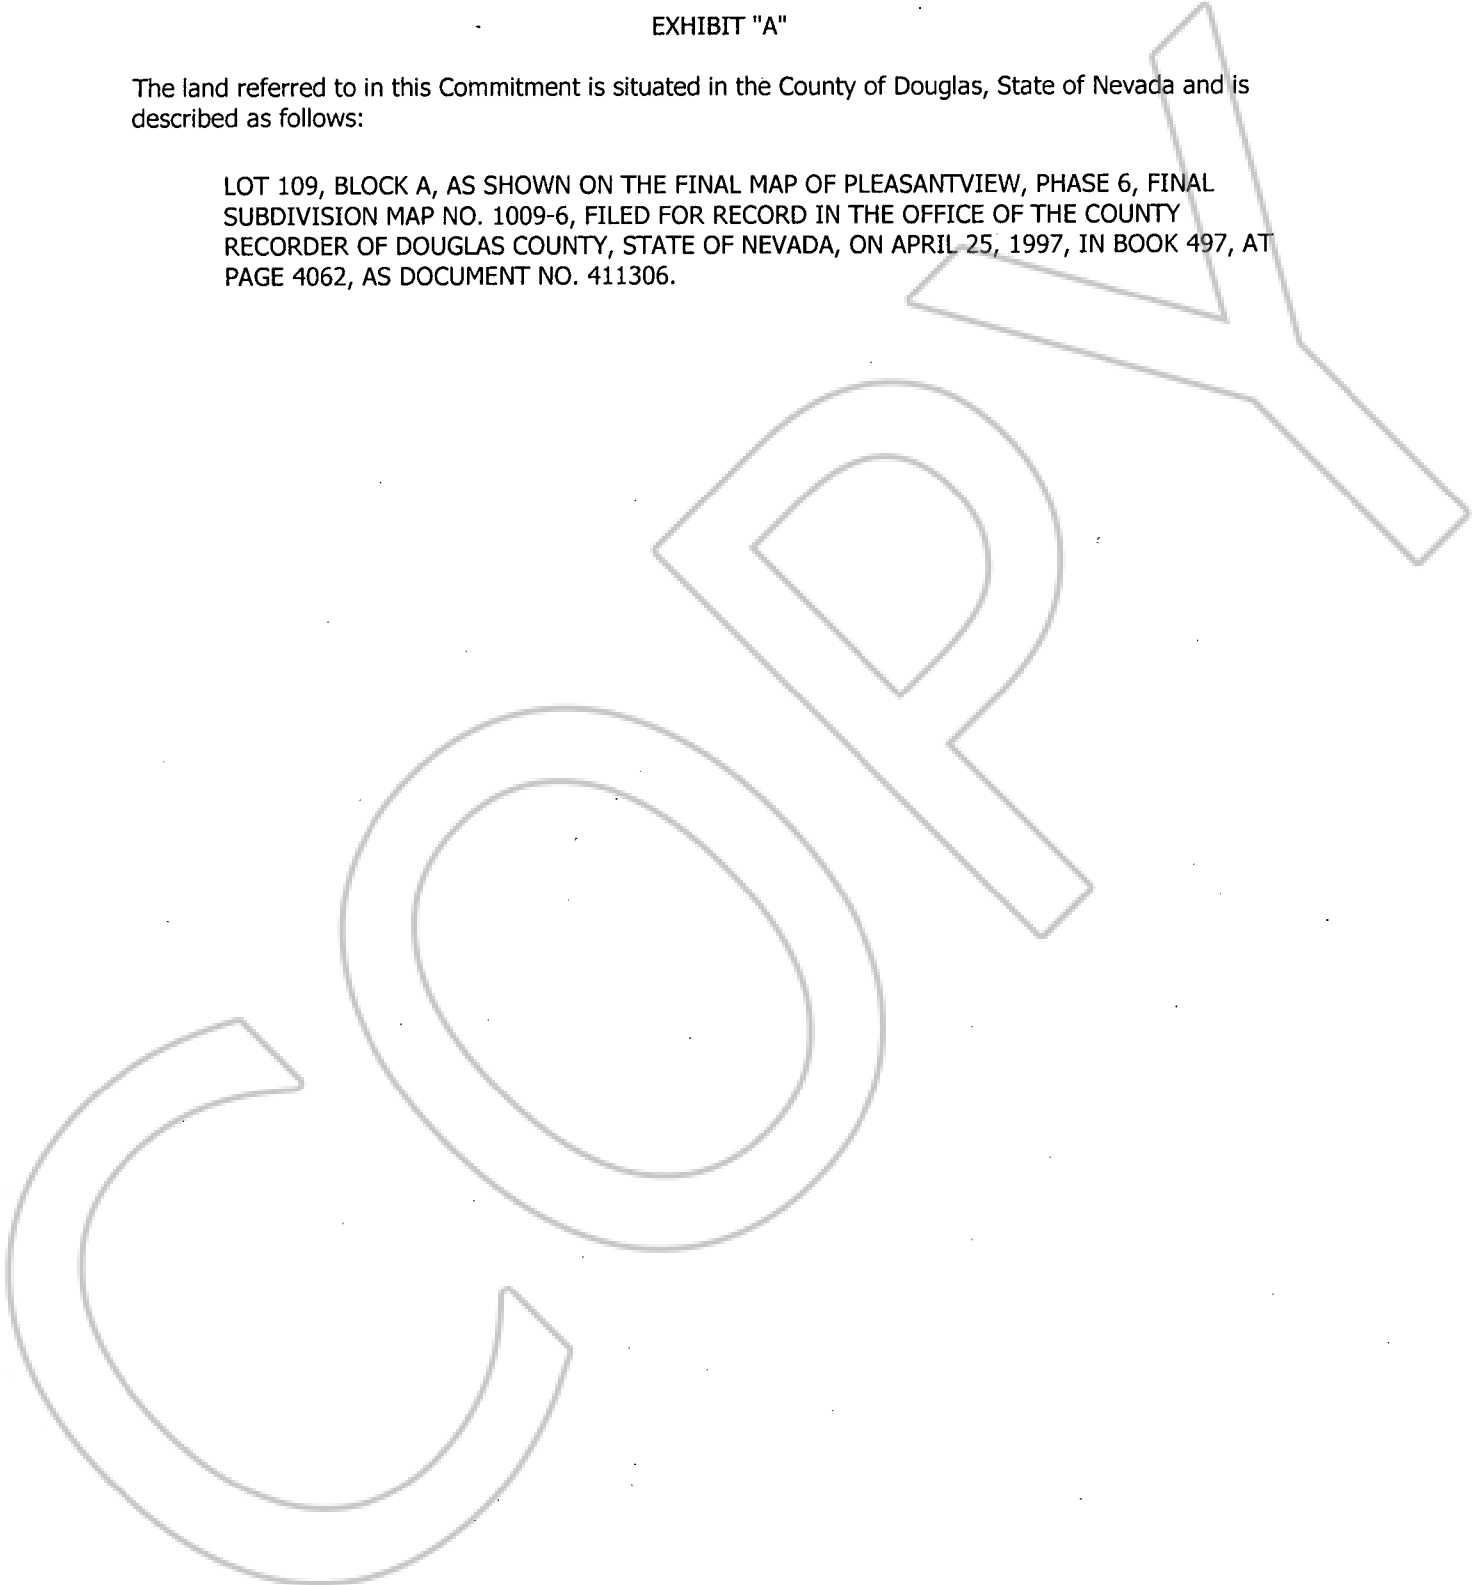 EXHIBIT "A"
The land referred to in this Commitment is situated in the County of Douglas, State of Nevada and is
described as follows:
LOT 109, BLOCK A, AS SHOWN ON THE FINAL MAP OF PLEASANTVIEW, PHASE 6, FINAL
SUBDIVISION MAP NO. 1009-6, FILED FOR RECORD IN THE OFFICE OF THE COUNTY
RECORDER OF DOUGLAS COUNTY, STATE OF NEVADA, ON APRIL 25, 1997, IN BOOK 497, AT
PAGE 4062, AS DOCUMENT NO. 411306.
COPY